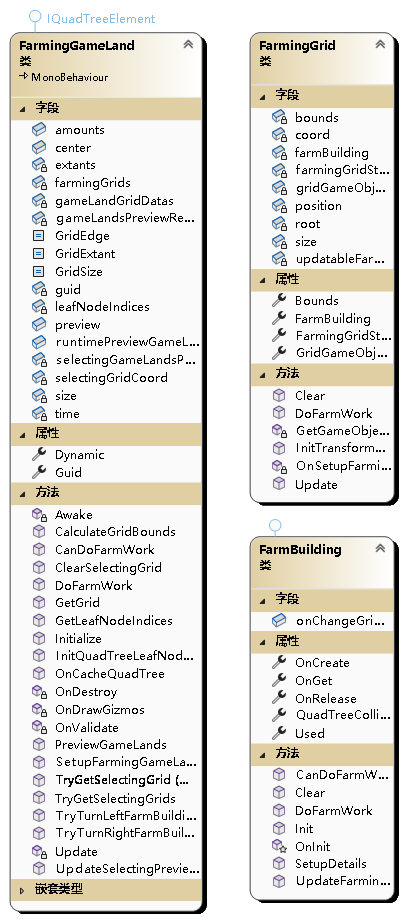 IQuadTreeElement
FarmingGameLand
类
MonoBehaviour
字段
amounts
center
extants
farmingGrids
gameLandGridDatas
gameLandsPreviewRe...
GridEdge
GridExtant
GridSize
guid
leafNodeIndices
preview
runtimePreviewGameL...
selectingGameLandsP...
selectingGridCoord
size
time
属性
Dynamic
Guid
方法
Awake
CalculateGridBounds
CanDoFarmWork
ClearSelectingGrid
DoFarmWork
GetGrid
GetLeafNodeIndices
Initialize
InitQuadTreeLeafNod...
OnCacheQuadTree
OnDestroy
OnDrawGizmos
OnValidate
PreviewGameLands
SetupFarmingGameLa...
TryGetSelectingGrid (...
TryGetSelectingGrids
TryTurnLeftFarmBuildi...
TryTurnRightFarmBuil...
Update
UpdateSelectingPrevie...
嵌套类型
FarmingGrid
类
字段
bounds
coord
farmBuilding
farmingGridSt...
gridGameObj...
position
root
size
updatableFar...
属性
Bounds
FarmBuilding
FarmingGridSt...
GridGameObj...
方法
Clear
DoFarmWork
GetGameObje...
InitTransform...
OnSetupFarmi...
Update
FarmBuilding
类
字段
onChangeGri...
属性
OnCreate
OnGet
OnRelease
QuadTreeColli...
Used
方法
CanDoFarmW...
Clear
DoFarmWork
Init
OnInit
SetupDetails
UpdateFarmin...